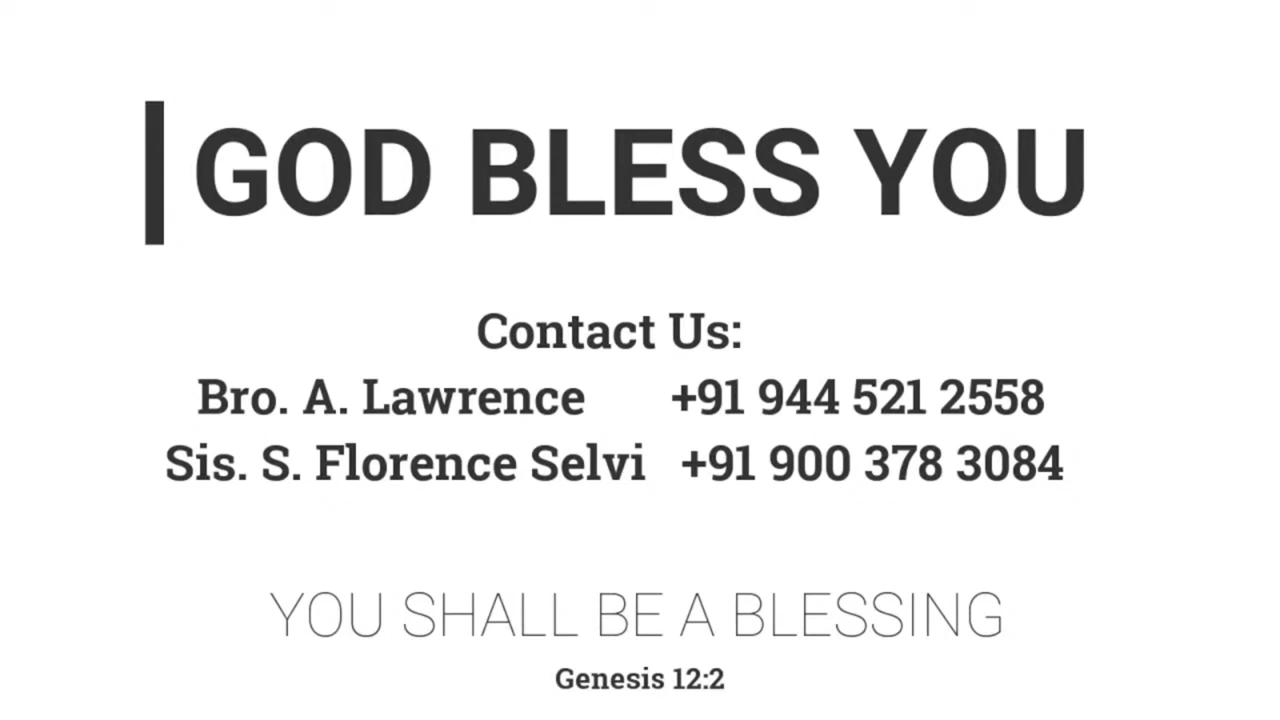 GOD BLESS YOU
Contact Us:
Bro. A. Lawrence +91 944 521 2558
Sis. S. Florence Selvi +91 900 378 3084
YOU SHALL BE A BLESSING
Genesis 12:2